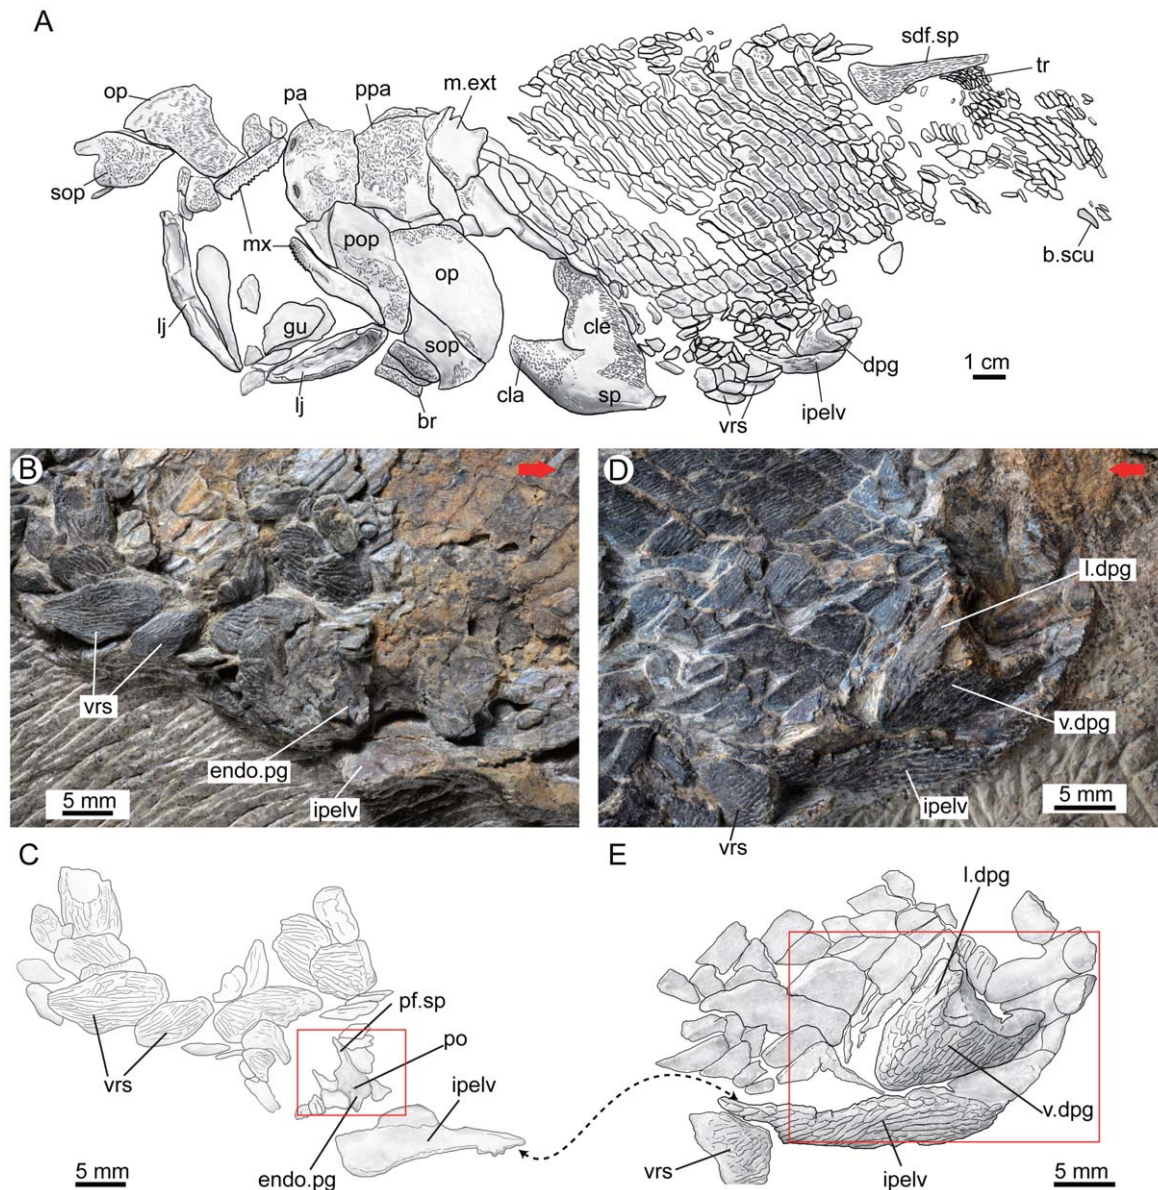 A
sdf.sp
tr
m.ext
ppa
pa
op
sop
mx
pop
op
b.scu
lj
gu
sop
cle
dpg
1 cm
cla
sp
ipelv
lj
br
vrs
B
vrs
endo.pg
5 mm
ipelv
D
l.dpg
v.dpg
ipelv
5 mm
vrs
C
pf.sp
po
vrs
ipelv
5 mm
endo.pg
E
l.dpg
v.dpg
vrs
ipelv
5 mm